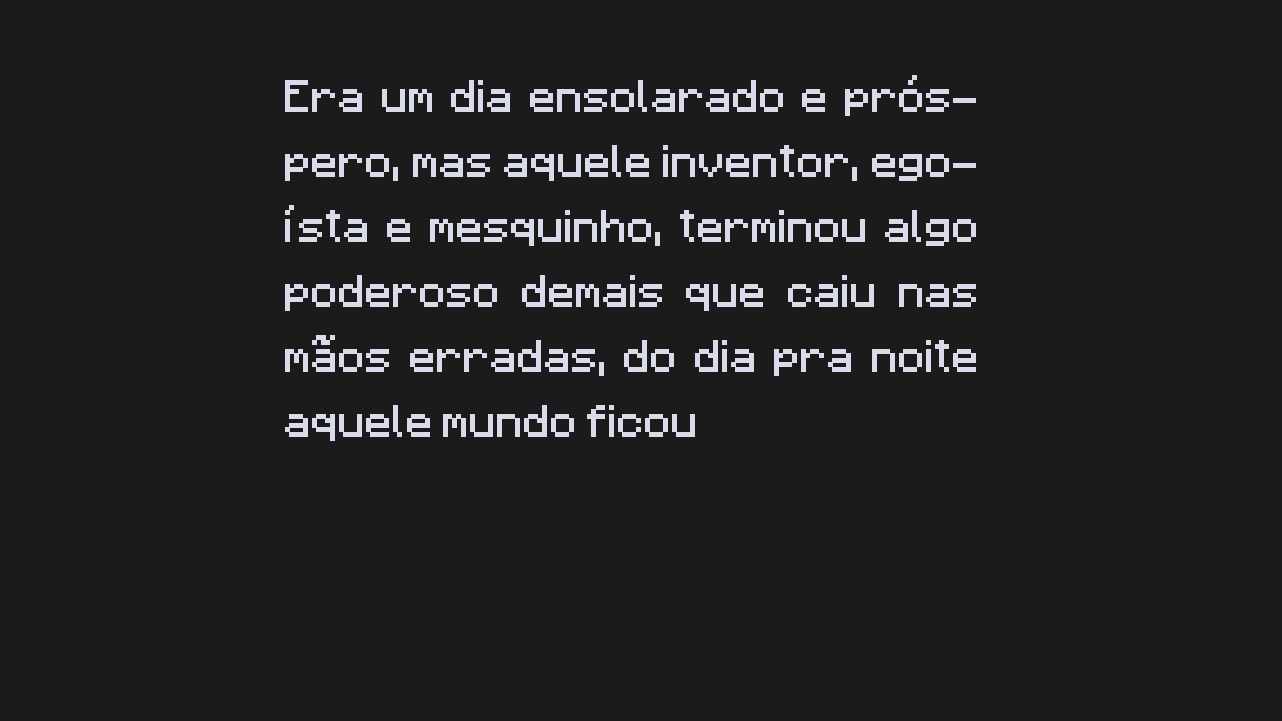 Era um dia ensolarado e prós-
pero, mas aquele inventor, ego-
ísta e mesquinho, terminou algo
poderoso demais que caiu nas
mãos erradas, do dia pra noite
aquele mundo ficou